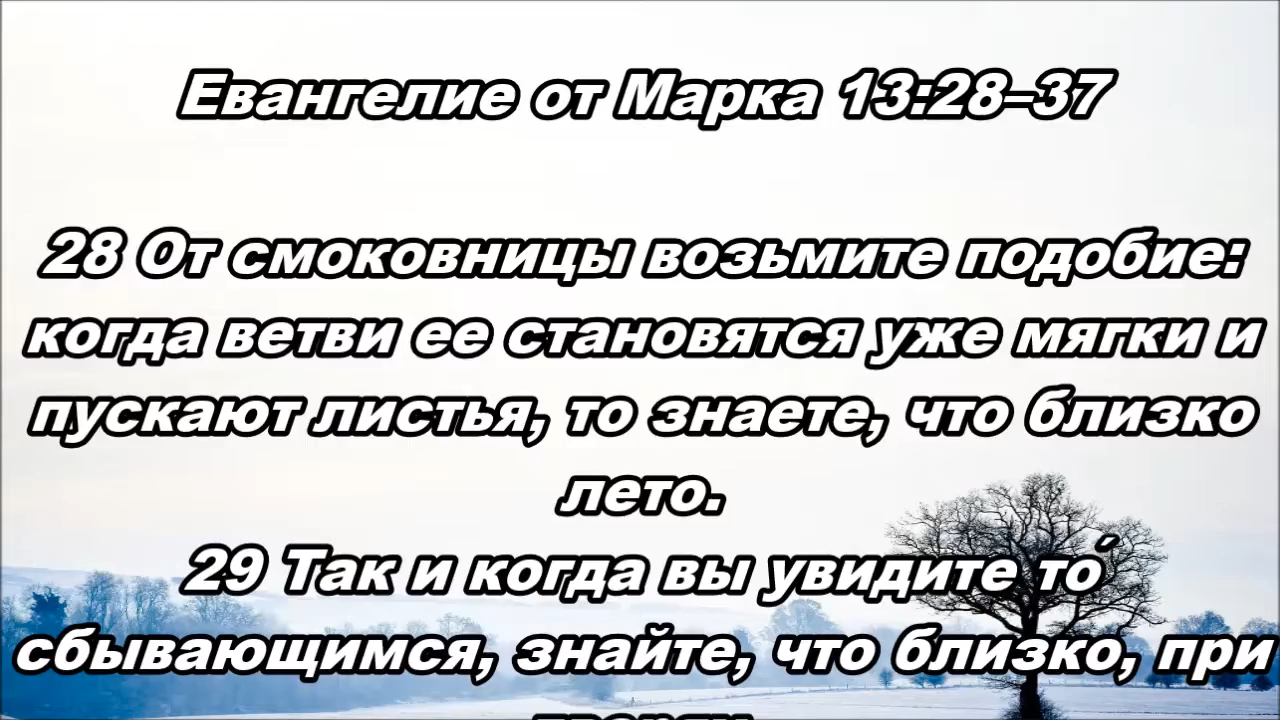 Евангелие от Марка 13:28–37
28 От смоковницы возьмите подобие:
когда ветви ее становятся уже мягки и
пускают листья, то знаете, что близко
лето.
29 Так и когда вы увидите то́
сбывающимся, знайте, что близко, при